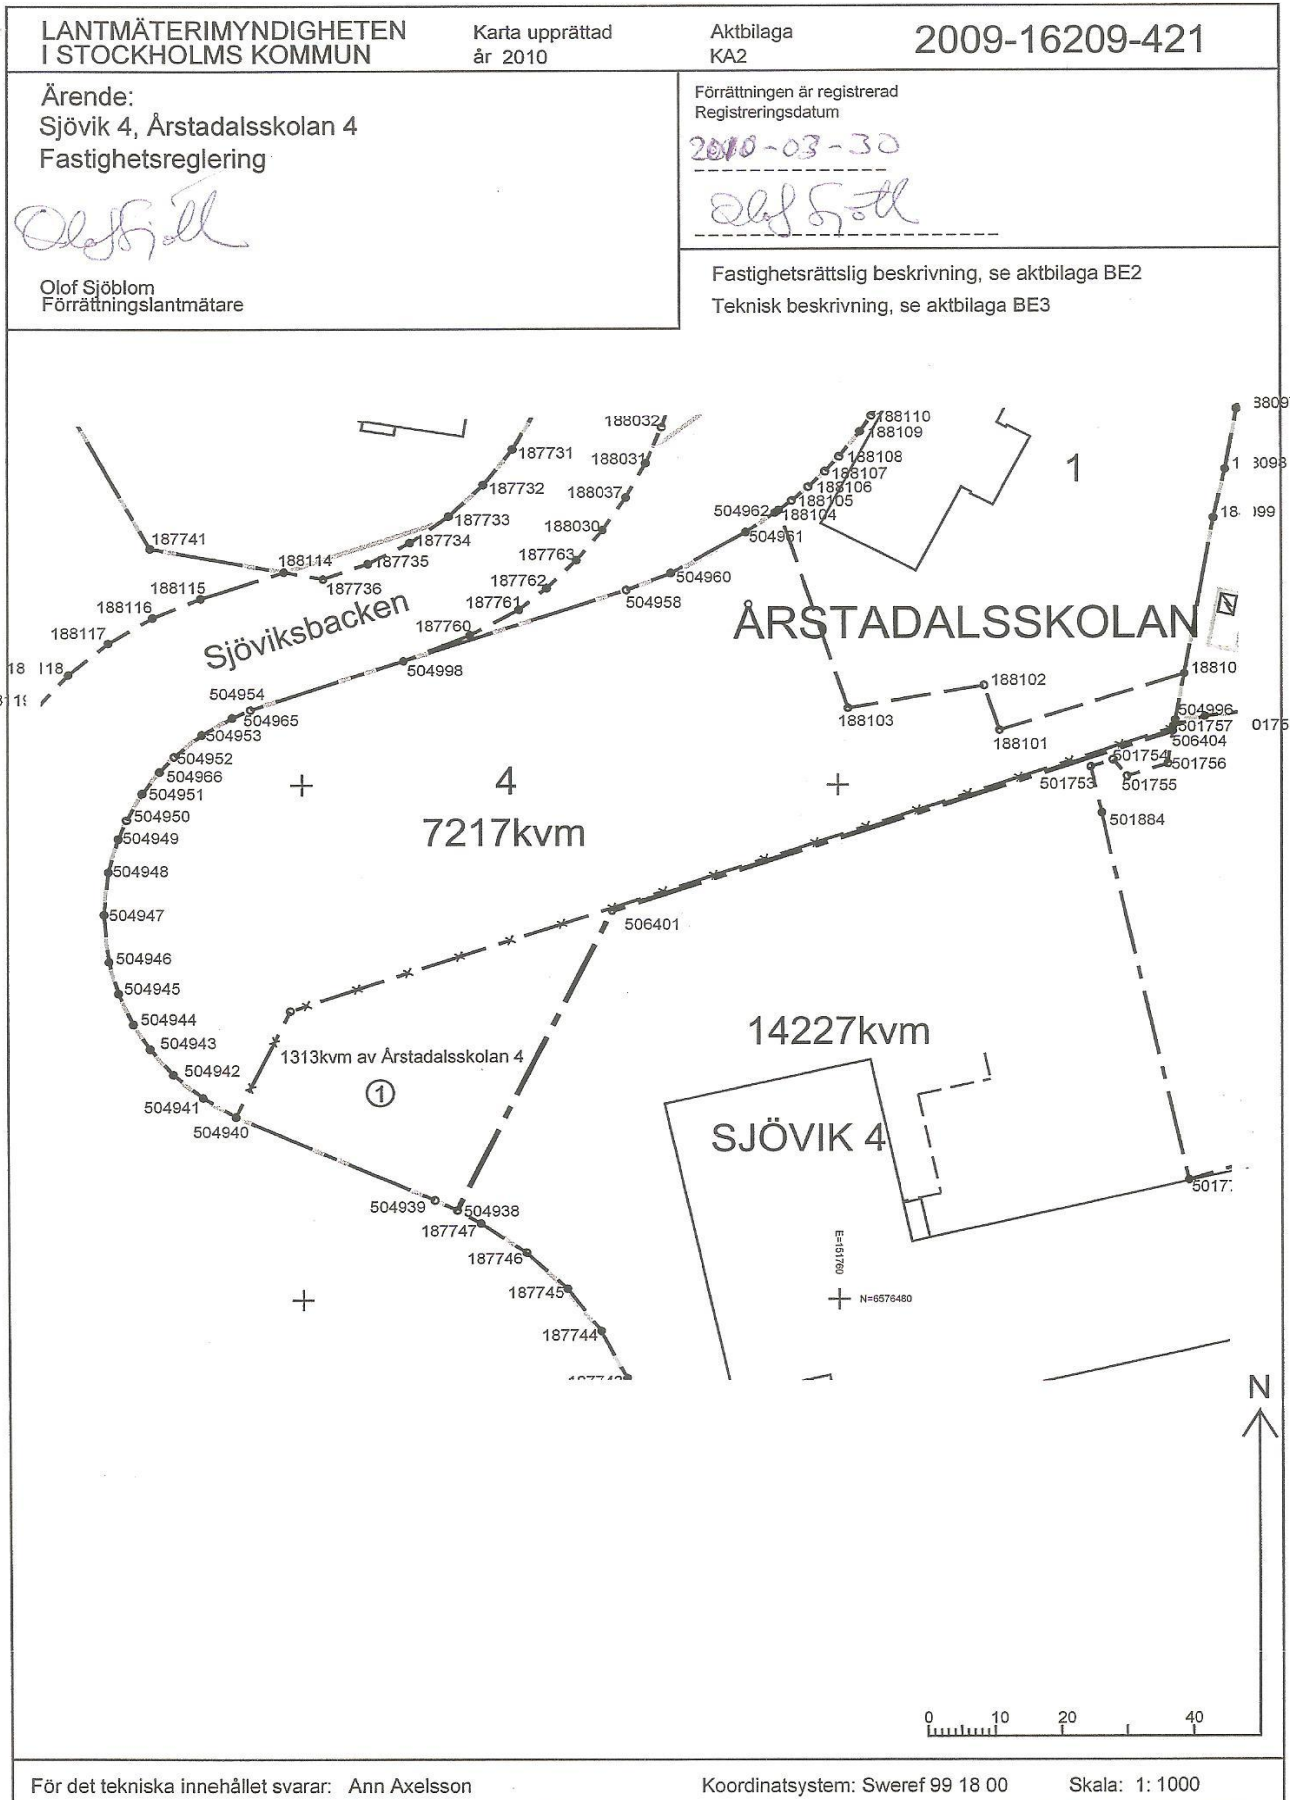 LANTMÄTERIMYNDIGHETEN
I STOCKHOLMS KOMMUN
Karta upprättad
år 2010
Aktbilaga
KA2
2009-16209-421
Ärende:
Sjövik 4, Årstadalsskolan 4
Fastighetsreglering
Olof Sjöblom
Förrättningslantmätare
Förrättningen är registrerad
Registreringsdatum
2010-03-30
Fastighetsrättslig beskrivning, se aktbilaga BE2
Teknisk beskrivning, se aktbilaga BE3
188032
188110
188109
187731
188031
188108
1
3098
188107
187732
188037
188106
188105
187733
504962
188104
188030
187741
187734
504961
188114
187735
187763
504960
187736
187762
188115
504958
188116
187761
Sjöviksbacken
ÅRSTADALSSKOLAN
188117
187760
504998
18810
188102
504954
504965
188103
504996
501757
504953
188101
506404
504952
501754
501756
504966
501753
501755
4
504951
504950
501884
7217kvm
504949
504948
504947
506401
504946
504945
14227kvm
504944
504943
1313kvm av Årstadalsskolan 4
504942
1
504941
504940
SJÖVIK 4
5017
504939
504938
187747
187746
E=151760
187745
N=6576480
187744
N
0 10 20 40
För det tekniska innehållet svarar: Ann Axelsson
Koordinatsystem: Sweref 99 18 00
Skala: 1: 1000